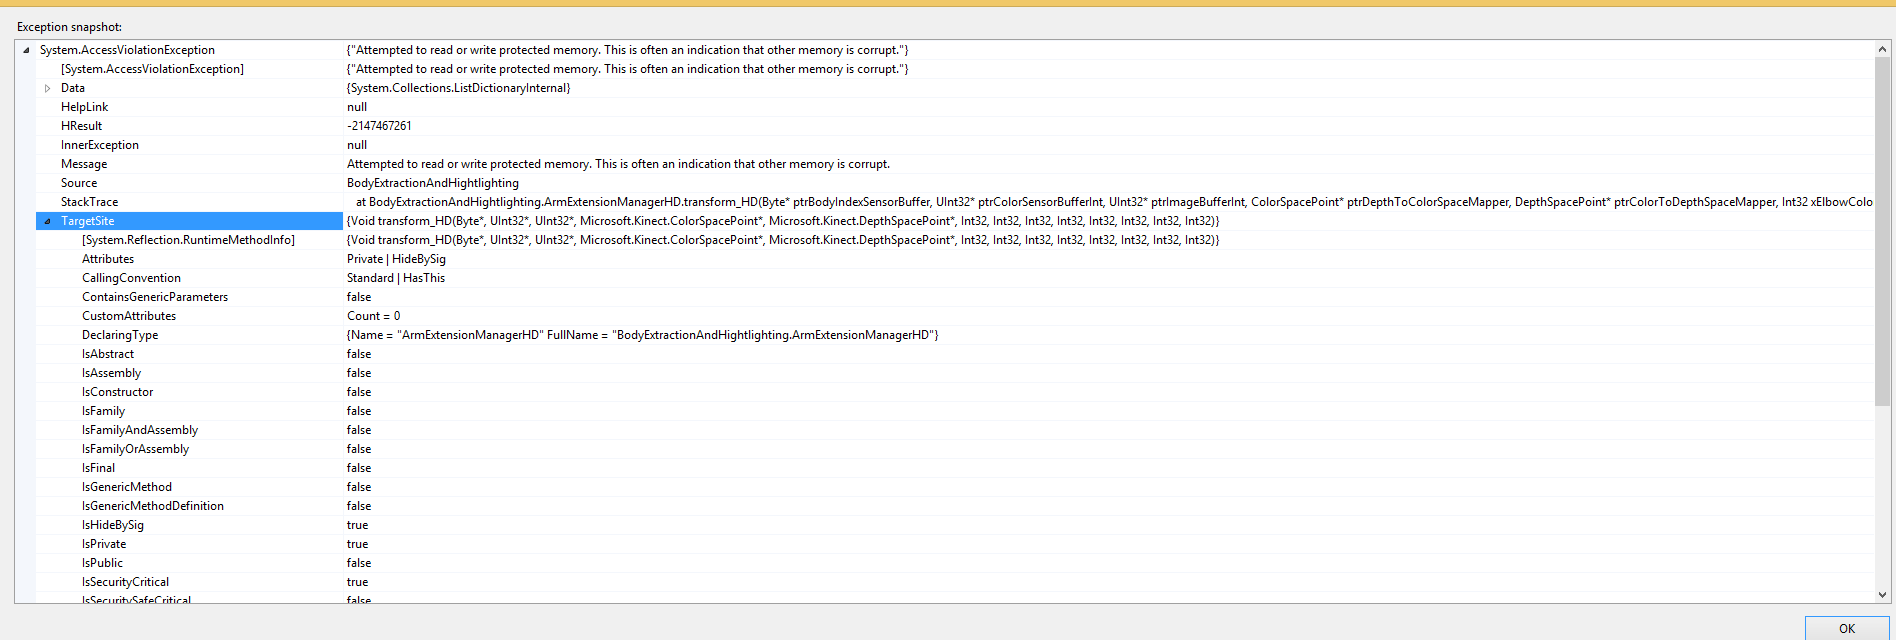 Exception snapshot:
System.AccessViolationException {"Attempted to read or write protected memory. This is often an indication that other memory is corrupt."}
[System.AccessViolationException] {"Attempted to read or write protected memory. This is often an indication that other memory is corrupt."}
Data {System.Collections.ListDictionaryInternal}
HelpLink null
HResult -2147467261
InnerException null
Message Attempted to read or write protected memory. This is often an indication that other memory is corrupt.
Source BodyExtractionAndHightlighting
StackTrace at BodyExtractionAndHightlighting.ArmExtensionManagerHD.transform_HD(Byte* ptrBodyIndexSensorBuffer, UInt32* ptrColorSensorBufferInt, UInt32* ptrImageBufferInt, ColorSpacePoint* ptrDepthToColorSpaceMapper, DepthSpacePoint* ptrColorToDepthSpaceMapper, Int32 xElbowColo
TargetSite {Void transform_HD(Byte*, UInt32*, UInt32*, Microsoft.Kinect.ColorSpacePoint*, Microsoft.Kinect.DepthSpacePoint*, Int32, Int32, Int32, Int32, Int32, Int32, Int32, Int32)}
[System.Reflection.RuntimeMethodInfo] {Void transform_HD(Byte*, UInt32*, UInt32*, Microsoft.Kinect.ColorSpacePoint*, Microsoft.Kinect.DepthSpacePoint*, Int32, Int32, Int32, Int32, Int32, Int32, Int32, Int32)}
Attributes Private | HideBySig
CallingConvention Standard | HasThis
ContainsGenericParameters false
CustomAttributes Count = 0
DeclaringType {Name = "ArmExtensionManagerHD" FullName = "BodyExtractionAndHightlighting.ArmExtensionManagerHD"}
IsAbstract false
IsAssembly false
IsConstructor false
IsFamily false
IsFamilyAndAssembly false
IsFamilyOrAssembly false
IsFinal false
IsGenericMethod false
IsGenericMethodDefinition false
IsHideBySig true
IsPrivate true
IsPublic false
IsSecurityCritical true
IsSecuritySafeCritical false
OK